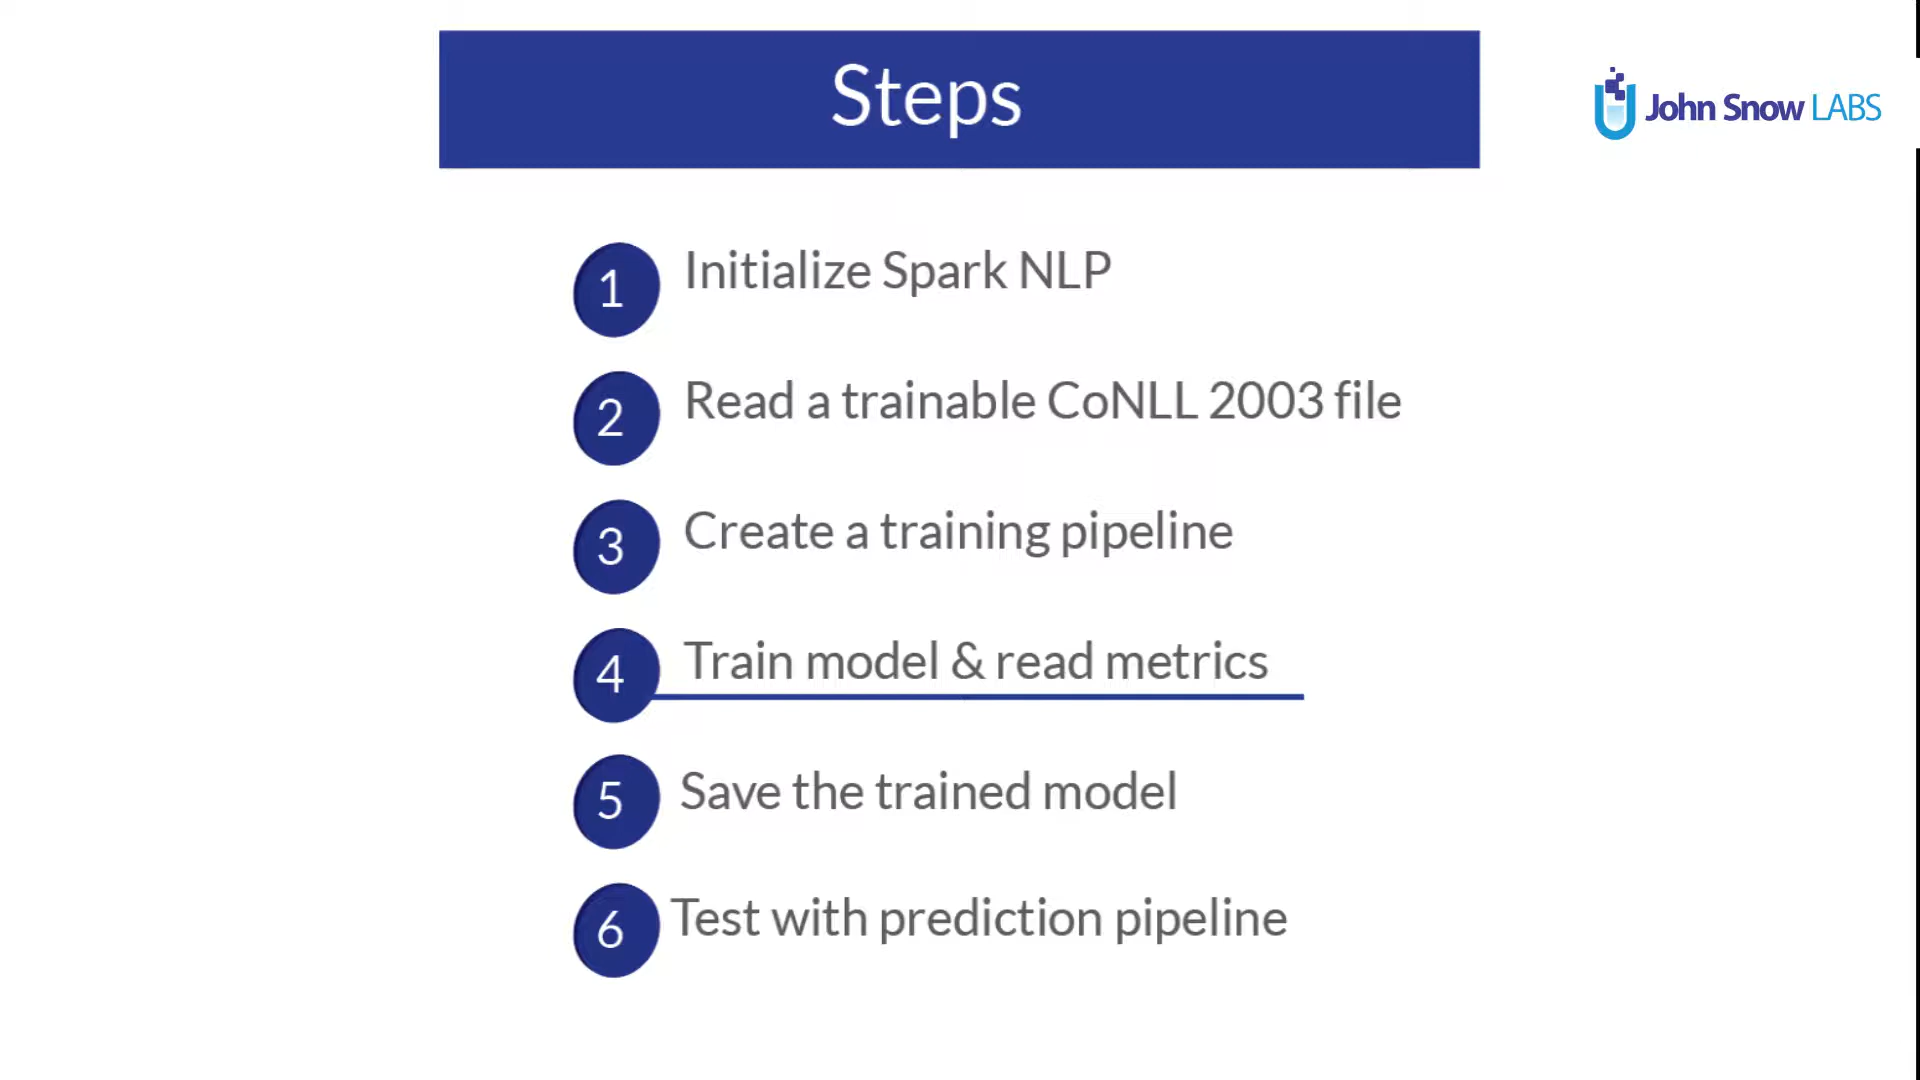 Steps
John Snow LABS
1 Initialize Spark NLP
2 Read a trainable CoNLL 2003 file
3 Create a training pipeline
4 Train model & read metrics
5 Save the trained model
6 Test with prediction pipeline